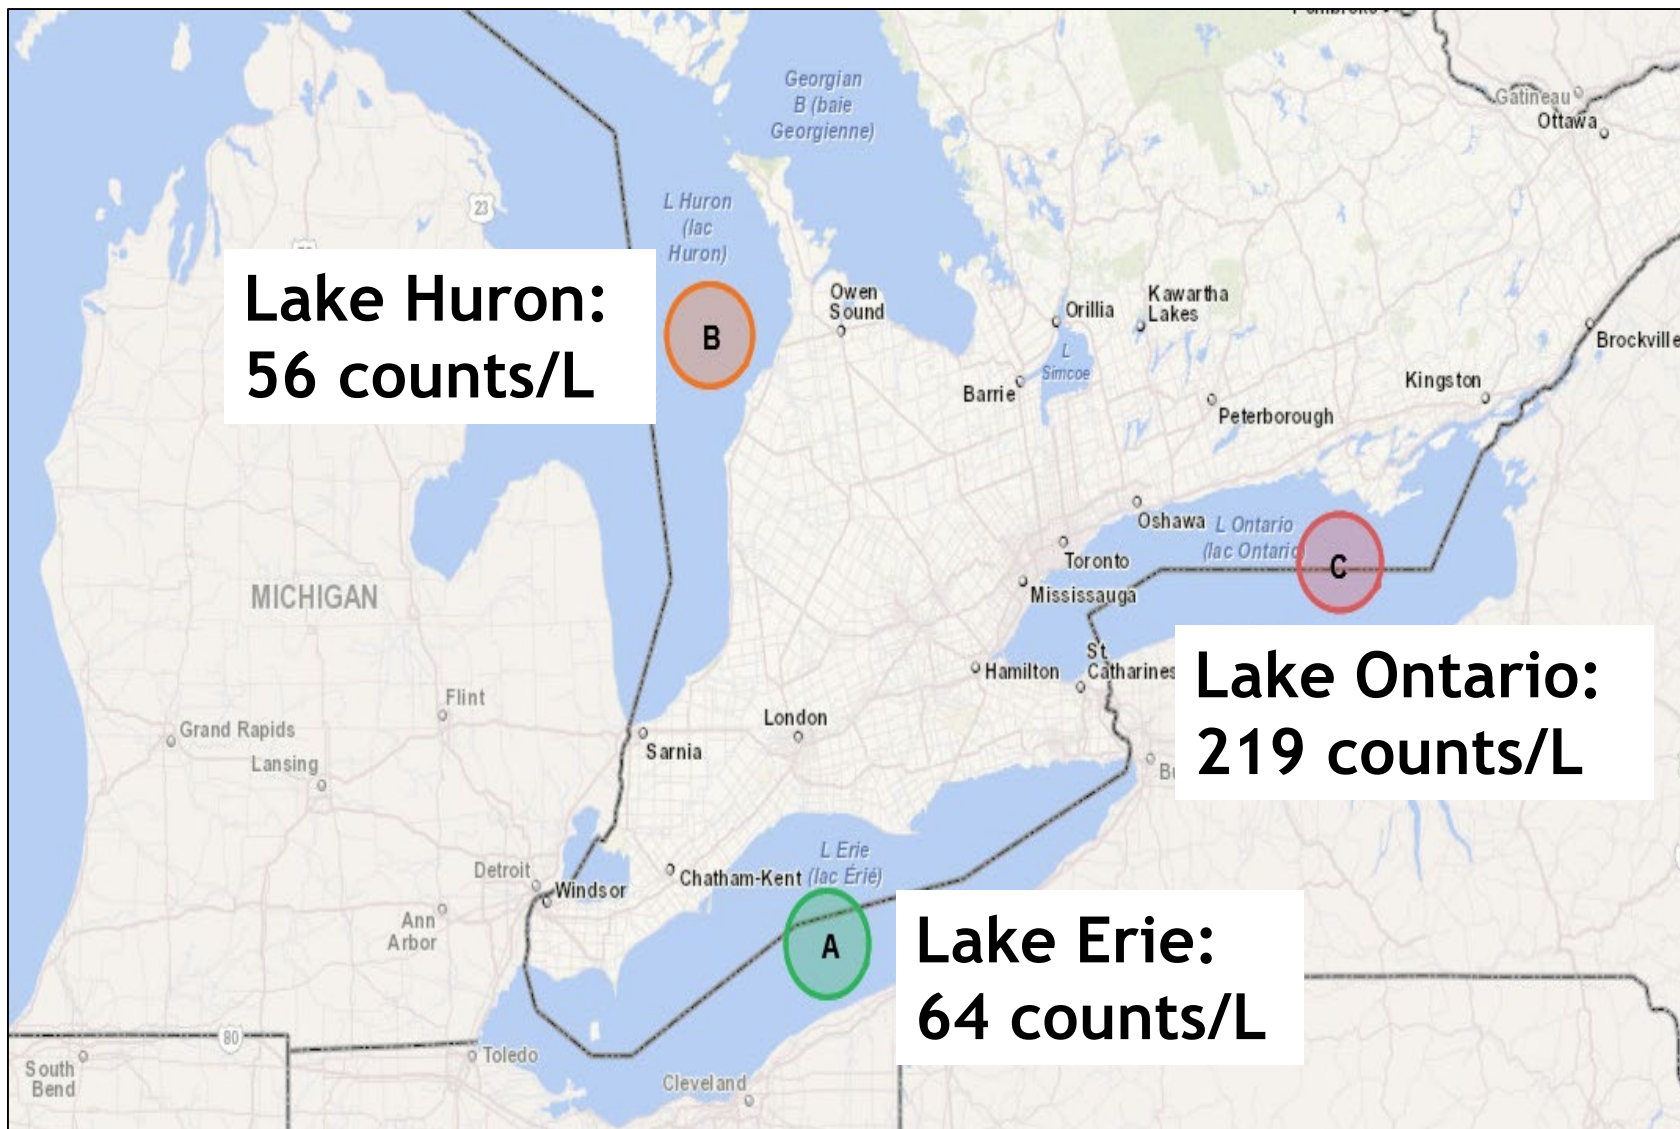 Georgian
B (baie
Georgienne)
Gatineau
Ottawa
23
L Huron
(lac
Huron)
Lake Huron:
56 counts/L
B
Owen
Sound
Orillia
Kawartha
Lakes
L
Simcoe
Barrie
Peterborough
Kingston
Brockville
Oshawa
L Ontario
(lac Ontario
C
Toronto
Mississauga
MICHIGAN
Hamilton
St.
Catharines
Lake Ontario:
219 counts/L
Flint
Grand Rapids
Lansing
London
Sarnia
Detroit
Windsor
Chatham-Kent
L Erie
(lac Érié)
Ann
Arbor
A
Lake Erie:
64 counts/L
80
South
Bend
Toledo
Cleveland